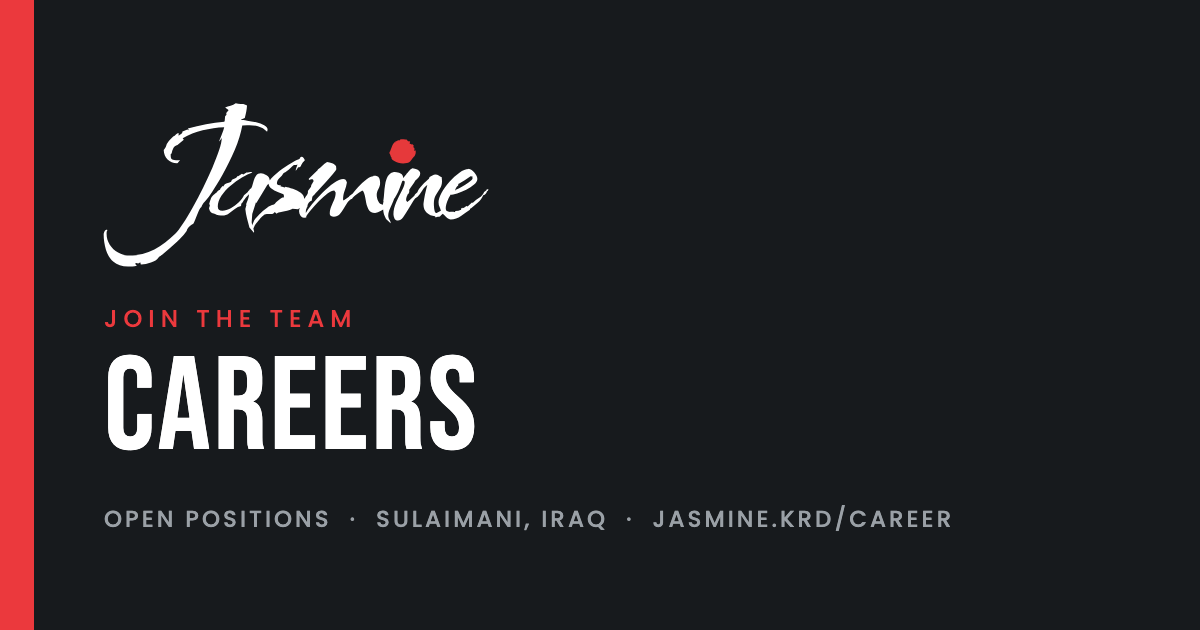 Jasmine
JOIN THE TEAM
CAREERS
OPEN POSITIONS · SULAIMANI, IRAQ · JASMINE.KRD/CAREER